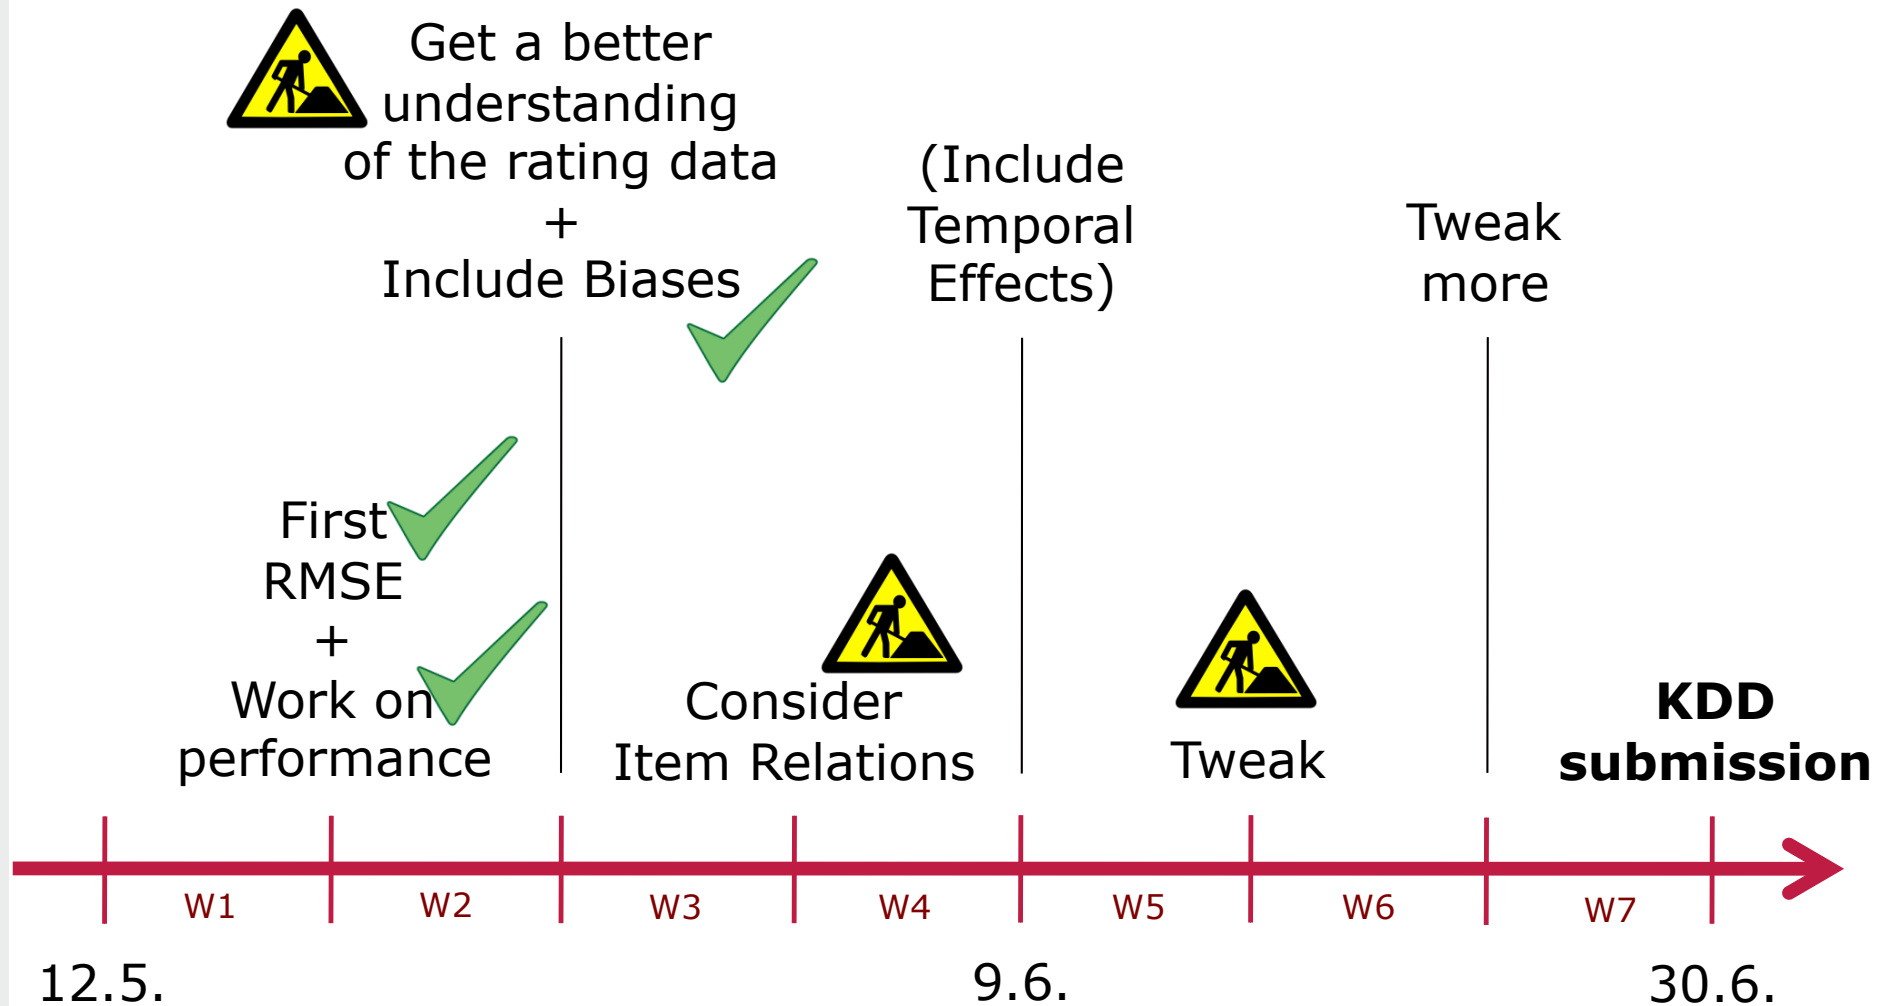 Get a better
understanding
of the rating data
+
Include Biases
(Include
Temporal
Effects)
Tweak
more
First
RMSE
+
Work on
performance
Consider
Item Relations
Tweak
KDD
submission
W1
W2
W3
W4
W5
W6
W7
12.5.
9.6.
30.6.